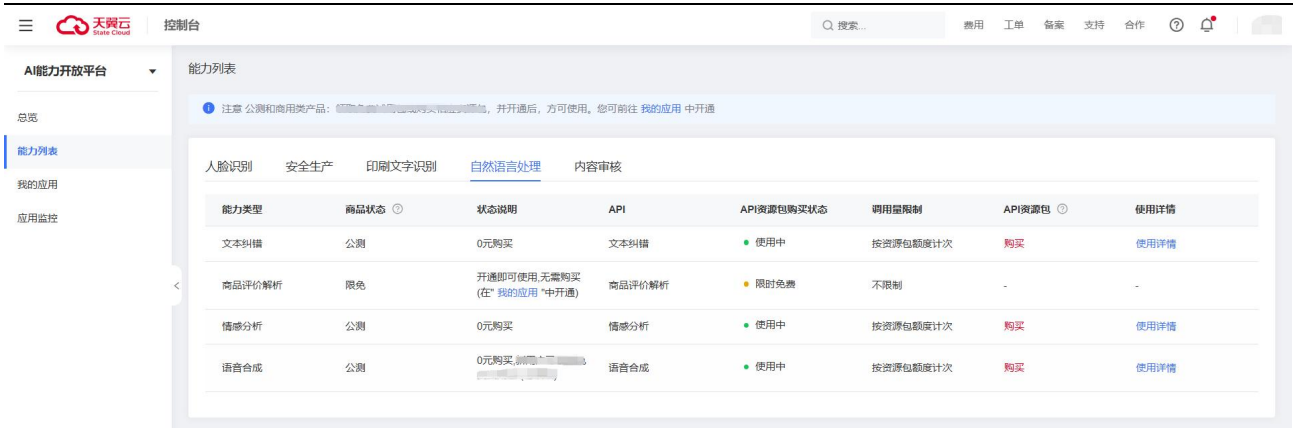 天翼云 State Cloud 控制台 搜索... 费用 工单 备案 支持 合作
AI能力开放平台
总览
能力列表
我的应用
应用监控
能力列表
注意 公测和商用类产品： ，并开通后，方可使用。您可前往 我的应用 中开通
人脸识别 安全生产 印刷文字识别 自然语言处理 内容审核
能力类型 商品状态 状态说明 API API资源包购买状态 调用量限制 API资源包 使用详情
文本纠错 公测 0元购买 文本纠错 使用中 按资源包额度计次 购买 使用详情
商品评价解析 限免 开通即可使用,无需购买 商品评价解析 限时免费 不限制 - -
(在" 我的应用 "中开通)
情感分析 公测 0元购买 情感分析 使用中 按资源包额度计次 购买 使用详情
语音合成 公测 0元购买, 语音合成 使用中 按资源包额度计次 购买 使用详情